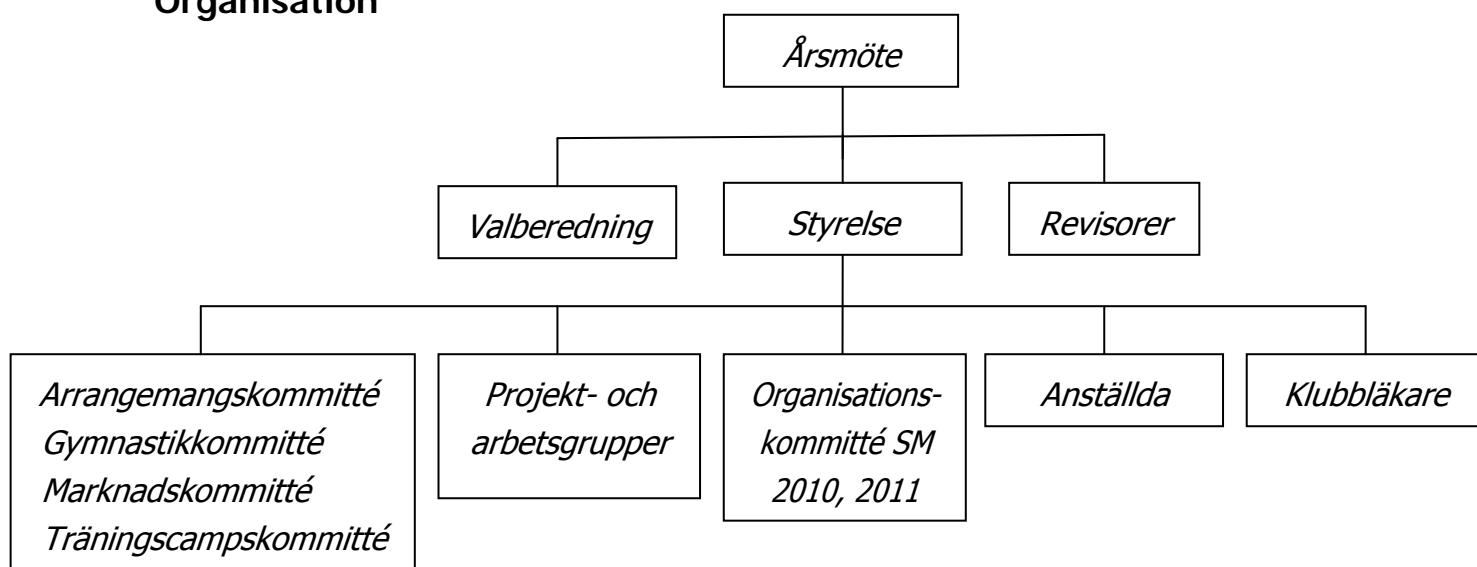 Organisation
Årsmöte
Valberedning
Styrelse
Revisorer
Arrangemangskommitté
Gymnastikkommitté
Marknadskommitté
Träningscampskommitté
Projekt- och
arbetsgrupper
Organisations-
kommitté SM
2010, 2011
Anställda
Klubbläkare